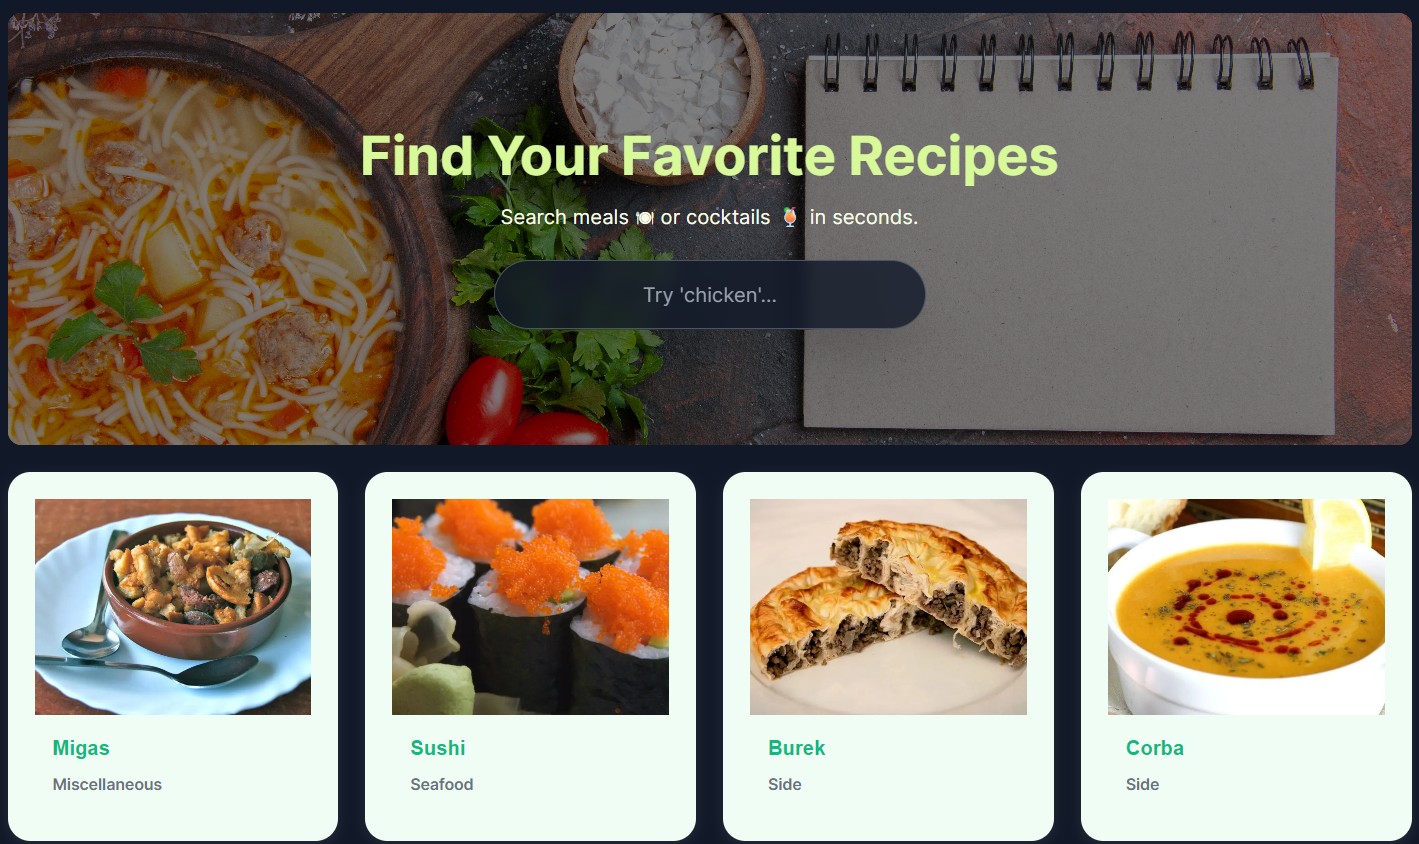 Find Your Favorite Recipes
Search meals 🍽 or cocktails 🍹 in seconds.
Try 'chicken'...
Migas
Miscellaneous
Sushi
Seafood
Burek
Side
Corba
Side